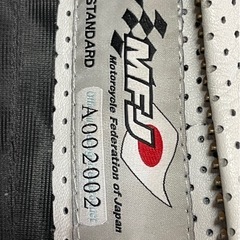 STANDARD
MFJ
Motorcycle Federation of Japan
A002002